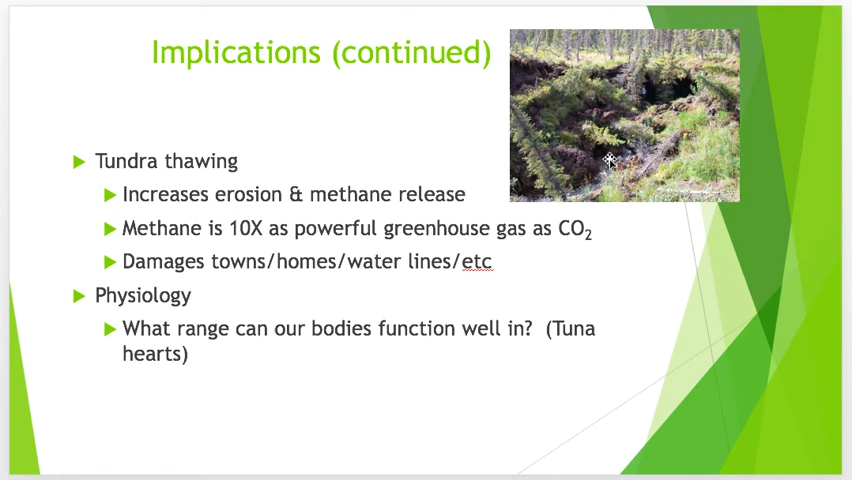 Implications (continued)
Tundra thawing
Increases erosion & methane release
Methane is 10X as powerful greenhouse gas as CO₂
Damages towns/homes/water lines/etc
Physiology
What range can our bodies function well in?  (Tuna
hearts)